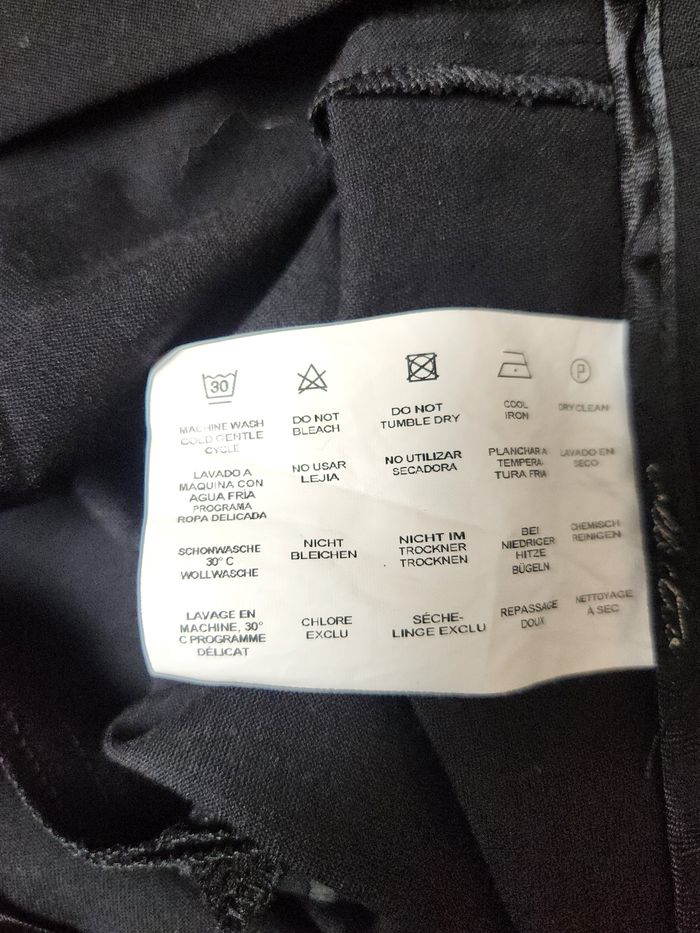 30
P
MACHINE WASH
COLD GENTLE
CYCLE
DO NOT
BLEACH
DO NOT
TUMBLE DRY
COOL
IRON
DRY CLEAN
LAVADO A
MAQUINA CON
AGUA FRÍA
PROGRAMA
ROPA DELICADA
NO USAR
LEJIA
NO UTILIZAR
SECADORA
PLANCHAR A
TEMPERA-
TURA FRIA
LAVADO EN
SECO
SCHONWASCHE
30° C
WOLLWASCHE
NICHT
BLEICHEN
NICHT IM
TROCKNER
TROCKNEN
BEI
NIEDRIGER
HITZE
BÜGELN
CHEMISCH
REINIGEN
LAVAGE EN
MACHINE, 30°
C PROGRAMME
DÉLICAT
CHLORE
EXCLU
SÉCHE-
LINGE EXCLU
REPASSAGE
DOUX
NETTOYAGE
À SEC